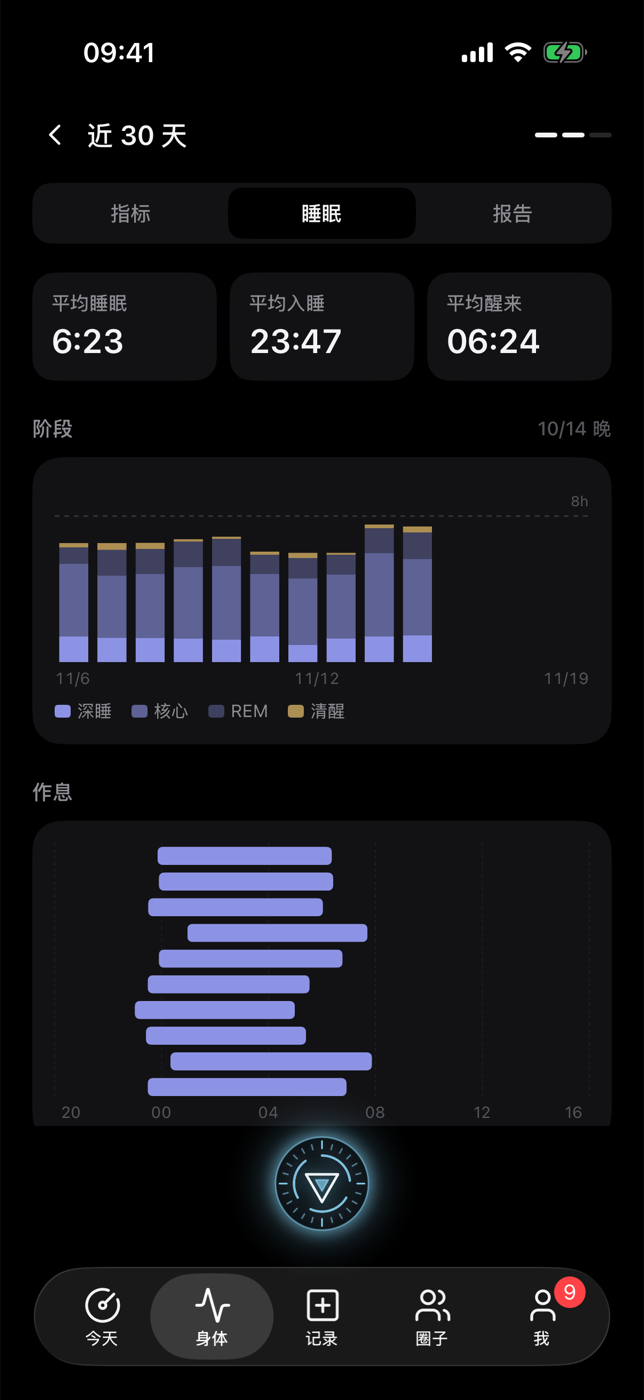 09:41
近 30 天
指标 睡眠 报告
平均睡眠 平均入睡 平均醒来
6:23 23:47 06:24
阶段 10/14 晚
8h
11/6 11/12 11/19
深睡 核心 REM 清醒
作息
20 00 04 08 12 16
9
今天 身体 记录 圈子 我